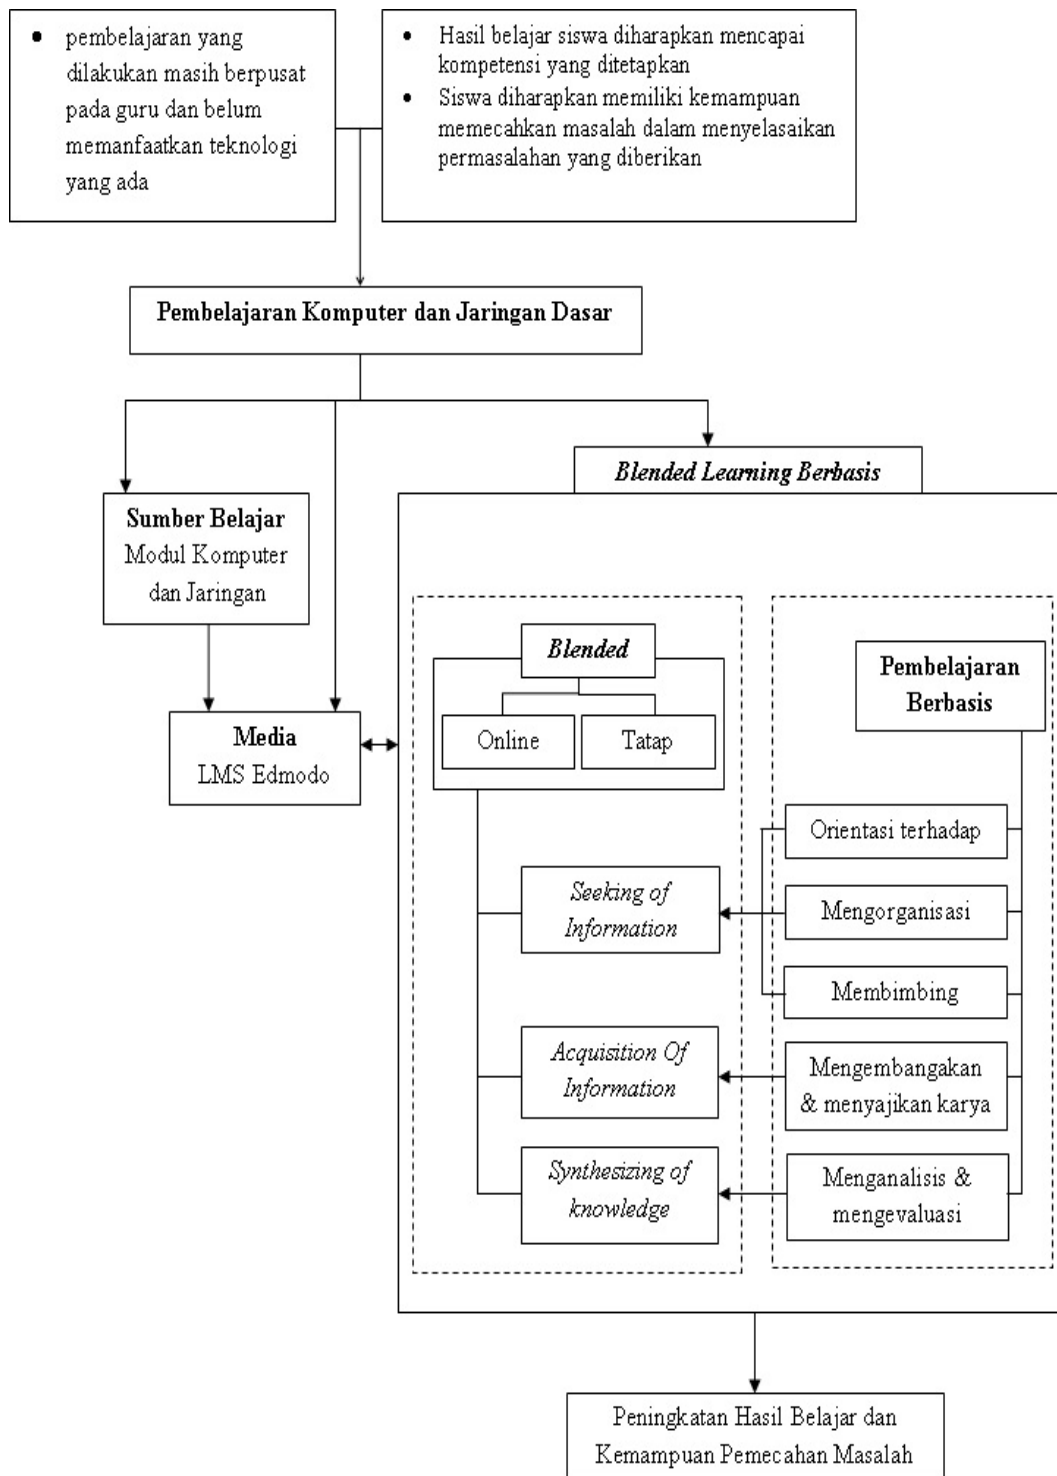 • pembelajaran yang
dilakukan masih berpusat
pada guru dan belum
memanfaatkan teknologi
yang ada
• Hasil belajar siswa diharapkan mencapai
kompetensi yang ditetapkan
• Siswa diharapkan memiliki kemampuan
memecahkan masalah dalam menyelasaikan
permasalahan yang diberikan
Pembelajaran Komputer dan Jaringan Dasar
Blended Learning Berbasis
Sumber Belajar
Modul Komputer
dan Jaringan
Media
LMS Edmodo
Blended
Online
Tatap
Pembelajaran
Berbasis
Orientasi terhadap
Seeking of
Information
Mengorganisasi
Membimbing
Acquisition Of
Information
Mengembangakan
& menyajikan karya
Synthesizing of
knowledge
Menganalisis &
mengevaluasi
Peningkatan Hasil Belajar dan
Kemampuan Pemecahan Masalah